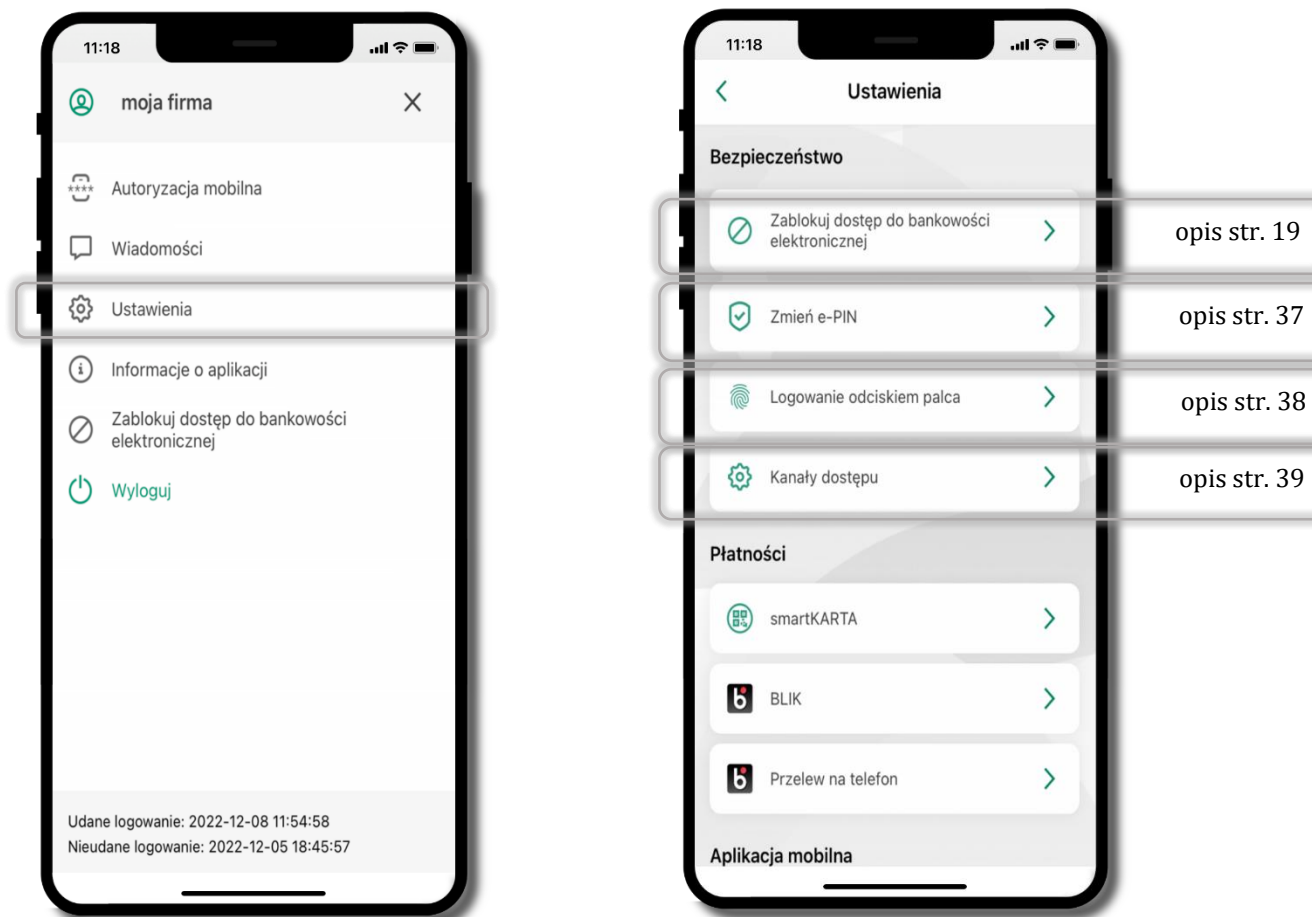 11:18
moja firma
Autoryzacja mobilna
Wiadomości
Ustawienia
Informacje o aplikacji
Zablokuj dostęp do bankowości
elektronicznej
Wyloguj
Udane logowanie: 2022-12-08 11:54:58
Nieudane logowanie: 2022-12-05 18:45:57
11:18
Ustawienia
Bezpieczeństwo
Zablokuj dostęp do bankowości
elektronicznej
opis str. 19
Zmień e-PIN
opis str. 37
Logowanie odciskiem palca
opis str. 38
Kanały dostępu
opis str. 39
Płatności
smartKARTA
BLIK
Przelew na telefon
Aplikacja mobilna